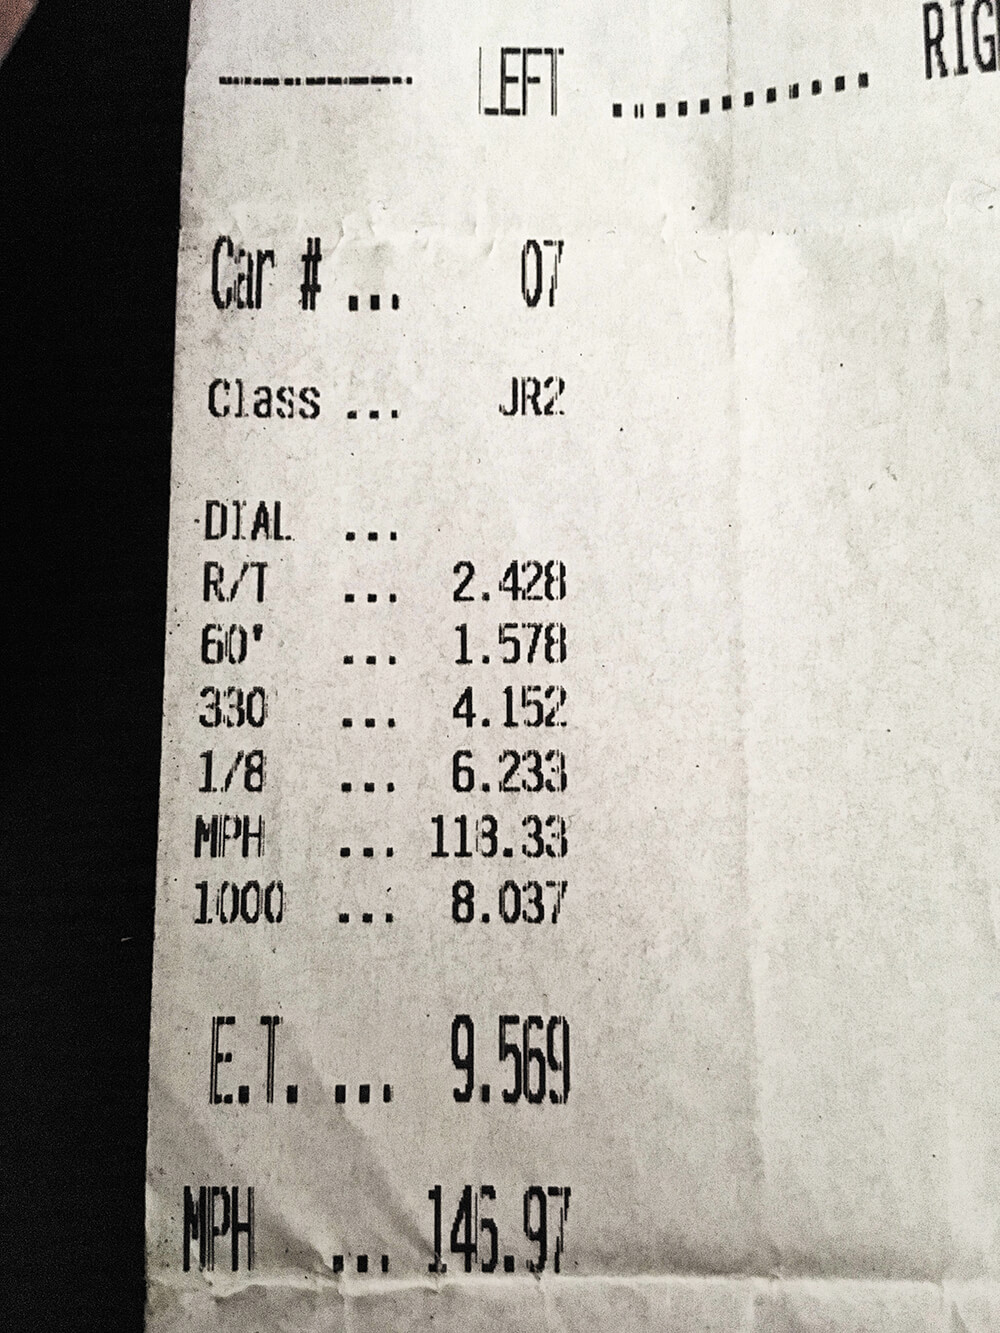 ---------- LEFT ............ RIG
Car # ... 07
Class ... JR2
DIAL ...
R/T ... 2.428
60' ... 1.578
330 ... 4.152
1/8 ... 6.233
MPH ... 118.33
1000 ... 8.037
E.T. ... 9.569
MPH ... 146.97